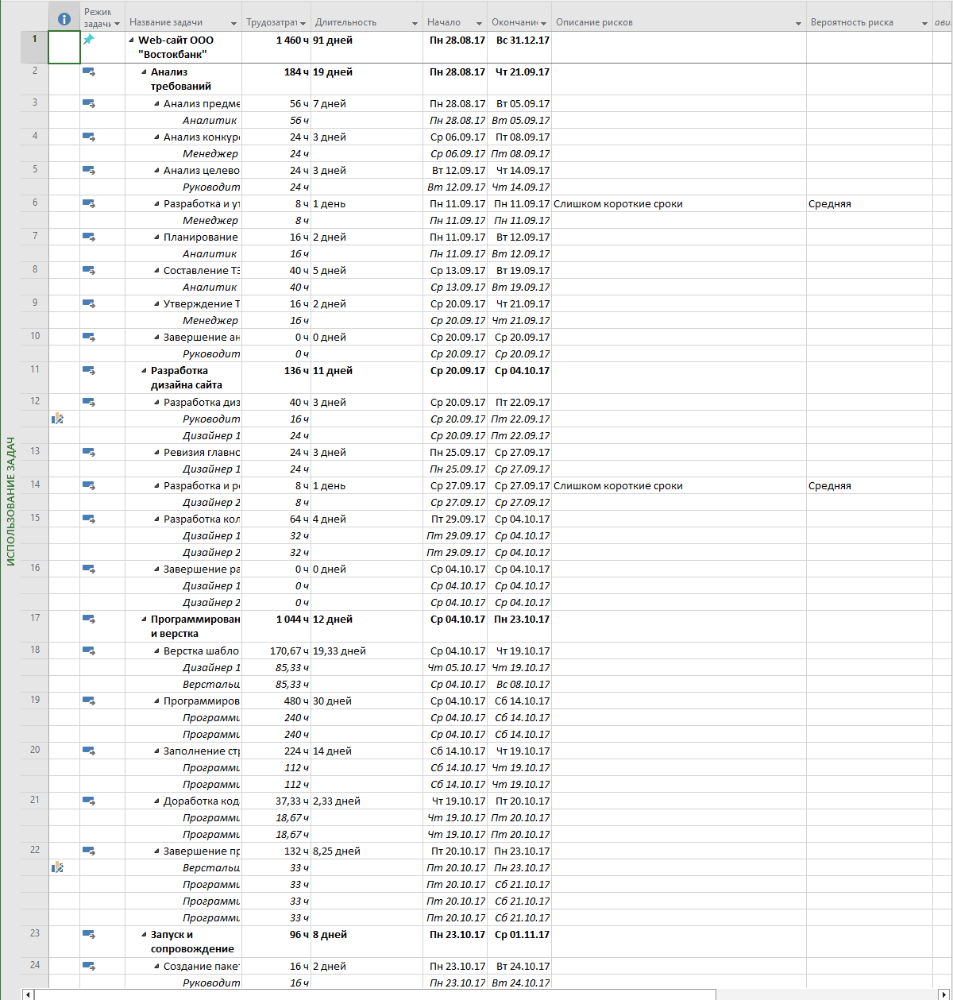 Режим задачи Название задачи Трудозатрат Длительность Начало Окончание Описание рисков Вероятность риска
ИСПОЛЬЗОВАНИЕ ЗАДАЧ
1 Web-сайт ООО "Востокбанк" 1 460 ч 91 дней Пн 28.08.17 Вс 31.12.17
2 Анализ требований 184 ч 19 дней Пн 28.08.17 Чт 21.09.17
3 Анализ предме 56 ч 7 дней Пн 28.08.17 Вт 05.09.17
Аналитик 56 ч Пн 28.08.17 Вт 05.09.17
4 Анализ конкур 24 ч 3 дней Ср 06.09.17 Пт 08.09.17
Менеджер 24 ч Ср 06.09.17 Пт 08.09.17
5 Анализ целево 24 ч 3 дней Вт 12.09.17 Чт 14.09.17
Руководит 24 ч Вт 12.09.17 Чт 14.09.17
6 Разработка и ут 8 ч 1 день Пн 11.09.17 Пн 11.09.17 Слишком короткие сроки Средняя
Менеджер 8 ч Пн 11.09.17 Пн 11.09.17
7 Планирование 16 ч 2 дней Пн 11.09.17 Вт 12.09.17
Аналитик 16 ч Пн 11.09.17 Вт 12.09.17
8 Составление ТЗ 40 ч 5 дней Ср 13.09.17 Вт 19.09.17
Аналитик 40 ч Ср 13.09.17 Вт 19.09.17
9 Утверждение Т 16 ч 2 дней Ср 20.09.17 Чт 21.09.17
Менеджер 16 ч Ср 20.09.17 Чт 21.09.17
10 Завершение ан 0 ч 0 дней Ср 20.09.17 Ср 20.09.17
Руководит 0 ч Ср 20.09.17 Ср 20.09.17
11 Разработка дизайна сайта 136 ч 11 дней Ср 20.09.17 Ср 04.10.17
12 Разработка диз 40 ч 3 дней Ср 20.09.17 Пт 22.09.17
Руководит 16 ч Ср 20.09.17 Пт 22.09.17
Дизайнер 1 24 ч Ср 20.09.17 Пт 22.09.17
13 Ревизия главно 24 ч 3 дней Пн 25.09.17 Ср 27.09.17
Дизайнер 1 24 ч Пн 25.09.17 Ср 27.09.17
14 Разработка и ре 8 ч 1 день Ср 27.09.17 Ср 27.09.17 Слишком короткие сроки Средняя
Дизайнер 2 8 ч Ср 27.09.17 Ср 27.09.17
15 Разработка кол 64 ч 4 дней Пт 29.09.17 Ср 04.10.17
Дизайнер 1 32 ч Пт 29.09.17 Ср 04.10.17
Дизайнер 2 32 ч Пт 29.09.17 Ср 04.10.17
16 Завершение ра 0 ч 0 дней Ср 04.10.17 Ср 04.10.17
Дизайнер 1 0 ч Ср 04.10.17 Ср 04.10.17
Дизайнер 2 0 ч Ср 04.10.17 Ср 04.10.17
17 Программирован и верстка 1 044 ч 12 дней Ср 04.10.17 Пн 23.10.17
18 Верстка шабло 170,67 ч 19,33 дней Ср 04.10.17 Чт 19.10.17
Дизайнер 1 85,33 ч Чт 05.10.17 Чт 19.10.17
Верстальщ 85,33 ч Ср 04.10.17 Вс 08.10.17
19 Программиров 480 ч 30 дней Ср 04.10.17 Сб 14.10.17
Программи 240 ч Ср 04.10.17 Сб 14.10.17
Программи 240 ч Ср 04.10.17 Сб 14.10.17
20 Заполнение стр 224 ч 14 дней Сб 14.10.17 Чт 19.10.17
Программи 112 ч Сб 14.10.17 Чт 19.10.17
Программи 112 ч Сб 14.10.17 Чт 19.10.17
21 Доработка код 37,33 ч 2,33 дней Чт 19.10.17 Пт 20.10.17
Программи 18,67 ч Чт 19.10.17 Пт 20.10.17
Программи 18,67 ч Чт 19.10.17 Пт 20.10.17
22 Завершение пр 132 ч 8,25 дней Пт 20.10.17 Пн 23.10.17
Верстальщ 33 ч Пт 20.10.17 Пн 23.10.17
Программи 33 ч Пт 20.10.17 Сб 21.10.17
Программи 33 ч Пт 20.10.17 Сб 21.10.17
Программи 33 ч Пт 20.10.17 Сб 21.10.17
23 Запуск и сопровождение 96 ч 8 дней Пн 23.10.17 Ср 01.11.17
24 Создание паке 16 ч 2 дней Пн 23.10.17 Вт 24.10.17
Руководит 16 ч Пн 23.10.17 Вт 24.10.17